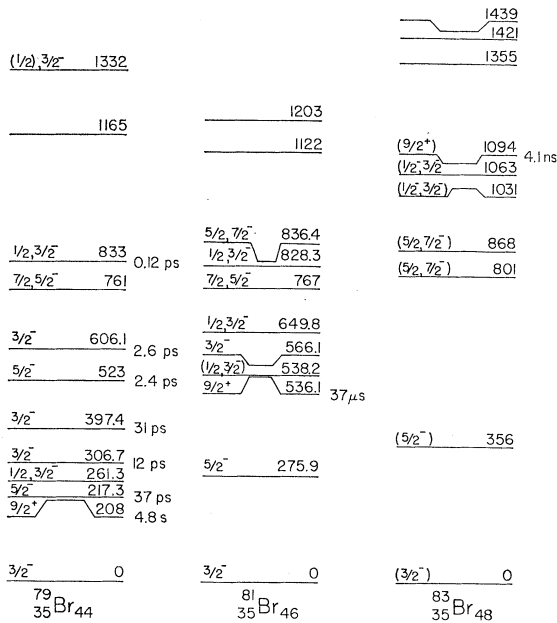 (1/2),3/2⁻ 1332
1165
1/2,3/2⁻ 833 0.12 ps
7/2,5/2⁻ 761
3/2⁻ 606.1 2.6 ps
5/2⁻ 523 2.4 ps
3/2⁻ 397.4 31 ps
3/2⁻ 306.7 12 ps
1/2,3/2⁻ 261.3
5/2⁻ 217.3 37 ps
9/2⁺ 208 4.8 s
3/2⁻ 0
⁷⁹₃₅Br₄₄
1203
1122
5/2,7/2⁻ 836.4
1/2,3/2⁻ 828.3
7/2,5/2⁻ 767
1/2,3/2⁻ 649.8
3/2⁻ 566.1
(1/2,3/2⁻) 538.2
9/2⁺ 536.1 37μs
5/2⁻ 275.9
3/2⁻ 0
⁸¹₃₅Br₄₆
1439
1421
1355
(9/2⁺) 1094 4.1 ns
(1/2⁻,3/2⁻) 1063
(1/2⁻,3/2⁻) 1031
(5/2,7/2⁻) 868
(5/2,7/2⁻) 801
(5/2⁻) 356
(3/2⁻) 0
⁸³₃₅Br₄₈